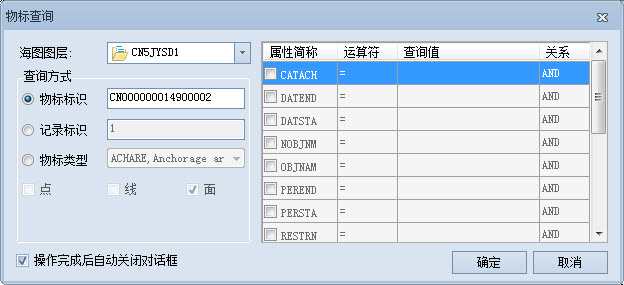 物标查询
海图图层: CN5JYSD1
查询方式
物标标识 CN000000014900002
记录标识 1
物标类型 ACHARE, Anchorage ar
点 线 面
属性简称 运算符 查询值 关系
CATACH = AND
DATEND = AND
DATSTA = AND
NOBJNM = AND
OBJNAM = AND
PEREND = AND
PERSTA = AND
RESTRN = AND
操作完成后自动关闭对话框
确定 取消